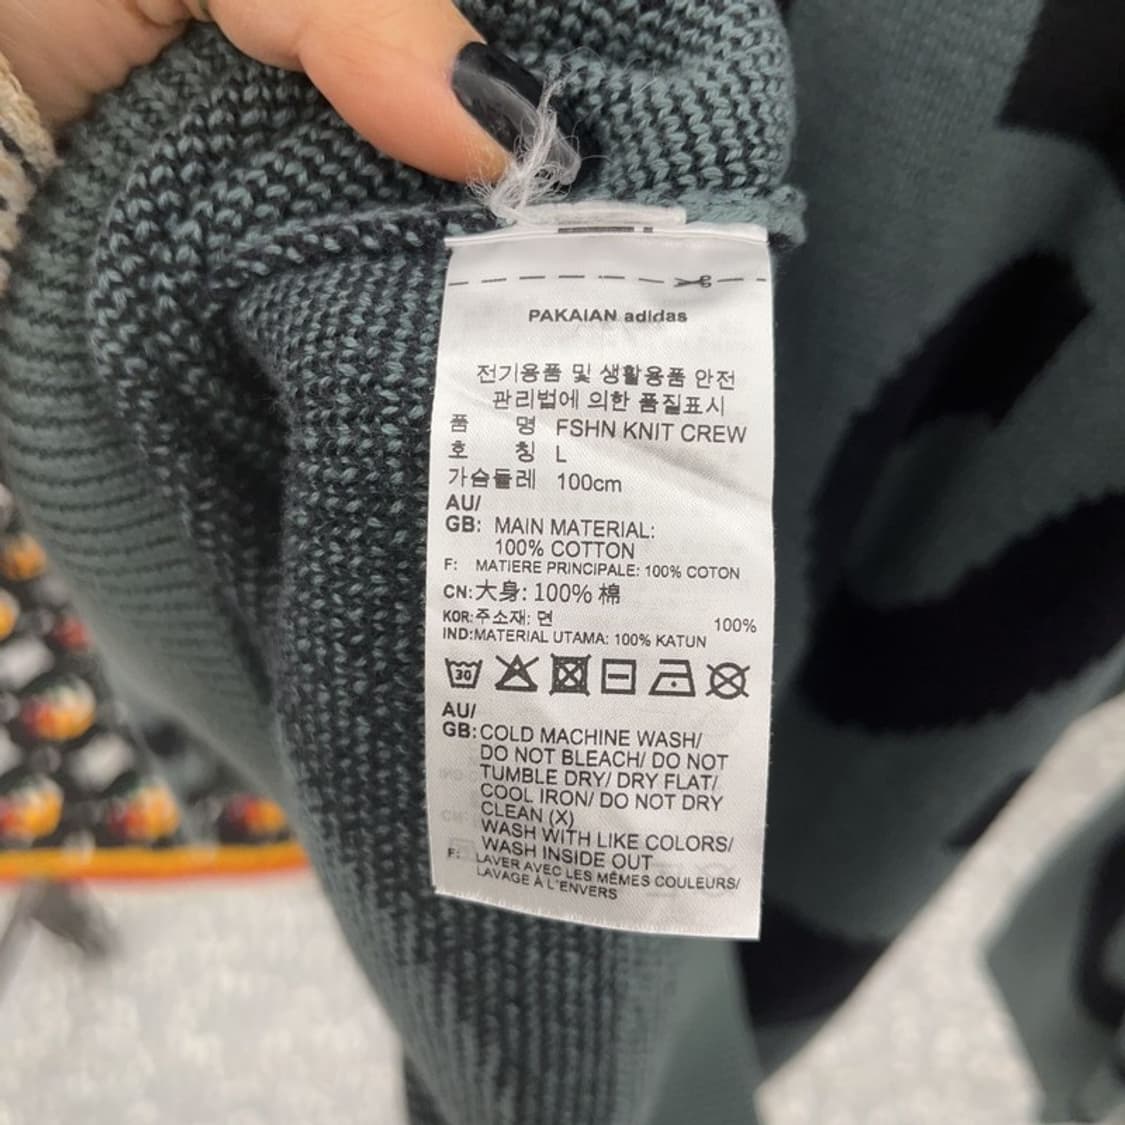 PAKAIAN adidas
전기용품 및 생활용품 안전
관리법에 의한 품질표시
품 명 FSHN KNIT CREW
호 칭 L
가슴둘레 100cm
AU/
GB: MAIN MATERIAL:
100% COTTON
F: MATIERE PRINCIPALE: 100% COTON
CN: 大身: 100% 棉
KOR: 주소재: 면 100%
IND: MATERIAL UTAMA: 100% KATUN
30
AU/
GB: COLD MACHINE WASH/
DO NOT BLEACH/ DO NOT
TUMBLE DRY/ DRY FLAT/
COOL IRON/ DO NOT DRY
CLEAN (X)
WASH WITH LIKE COLORS/
WASH INSIDE OUT
F: LAVER AVEC LES MÊMES COULEURS/
LAVAGE À L'ENVERS